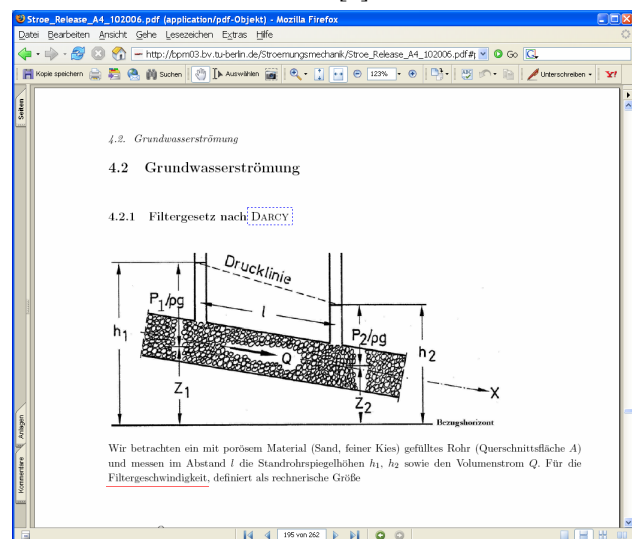 Stroe_Release_A4_102006.pdf (application/pdf-Objekt) - Mozilla Firefox
Datei Bearbeiten Ansicht Gehe Lesezeichen Extras Hilfe
http://bpm03.bv.tu-berlin.de/Stroemungsmechanik/Stroe_Release_A4_102006.pdf#p Go
Kopie speichern Suchen Auswählen 123% Unterschreiben Y!
Seiten
4.2. Grundwasserströmung
4.2 Grundwasserströmung
4.2.1 Filtergesetz nach DARCY
Drucklinie
P1/ρg
l
P2/ρg
h1
h2
Q
Z1
Z2
X
Bezugshorizont
Anlagen
Kommentare
Wir betrachten ein mit porösem Material (Sand, feiner Kies) gefülltes Rohr (Querschnittsfläche A)
und messen im Abstand l die Standrohrspiegelhöhen h1, h2 sowie den Volumenstrom Q. Für die
Filtergeschwindigkeit, definiert als rechnerische Größe
195 von 262